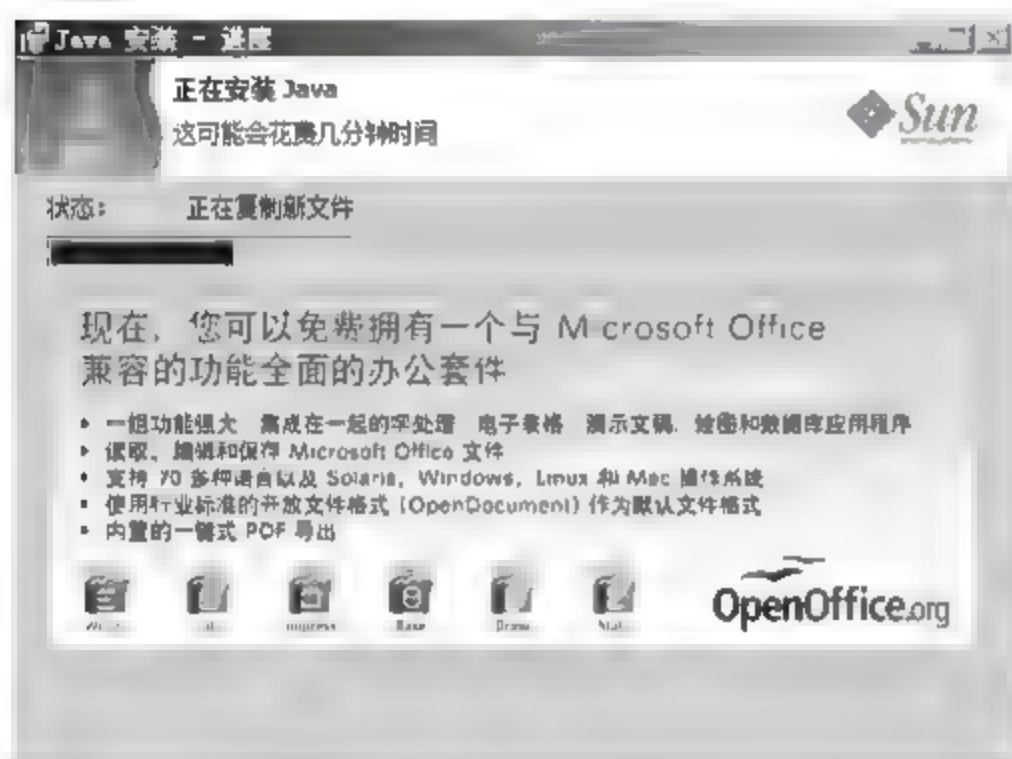 Java 安装 - 进度
正在安装 Java
这可能会花费几分钟时间
Sun
状态: 正在复制新文件
现在, 您可以免费拥有一个与 Microsoft Office
兼容的功能全面的办公套件
一组功能强大 集成在一起的字处理 电子表格 演示文稿, 绘图和数据库应用程序
读取, 编辑和保存 Microsoft Office 文件
支持 70 多种语言以及 Solaris, Windows, Linux 和 Mac 操作系统
使用行业标准的开放文件格式 (OpenDocument) 作为默认文件格式
内置的一键式 PDF 导出
Impress Base Draw
OpenOffice.org